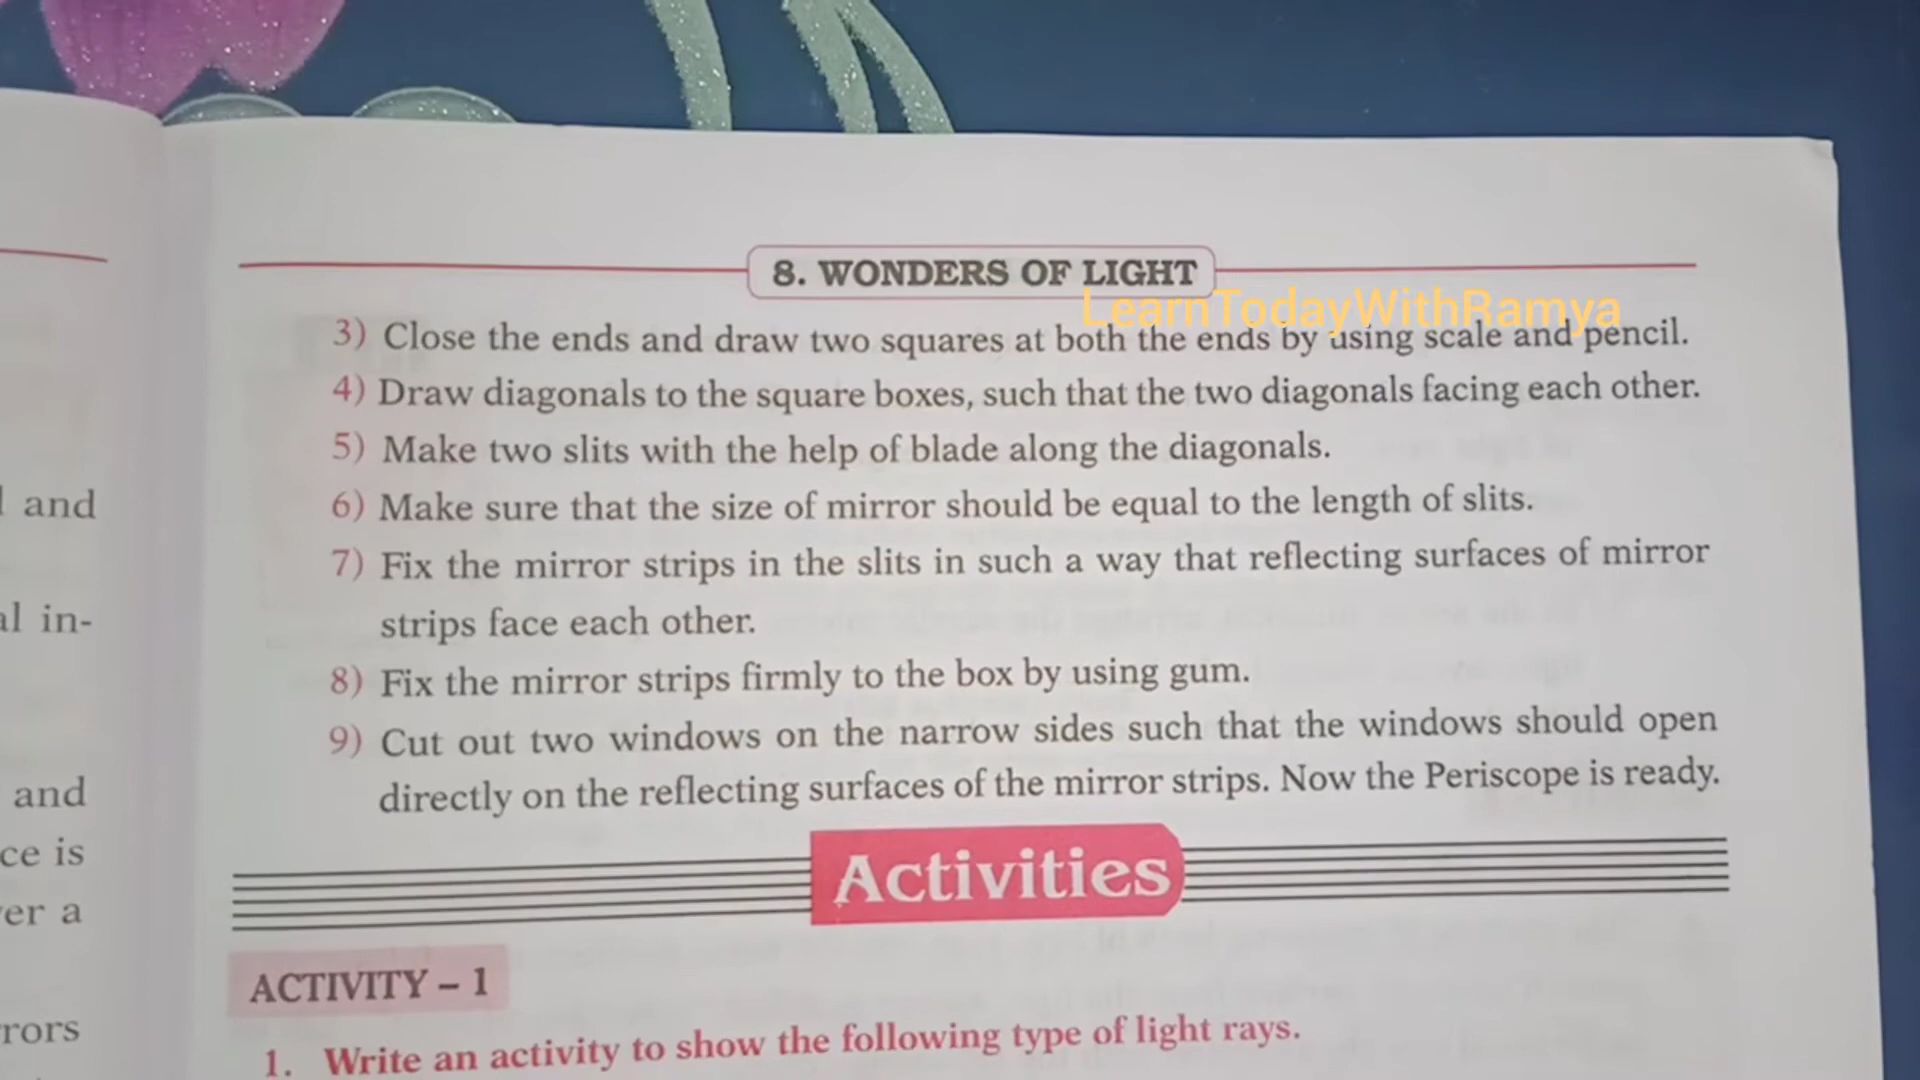 8. WONDERS OF LIGHT
LearnTodayWithRamya
3) Close the ends and draw two squares at both the ends by using scale and pencil.
4) Draw diagonals to the square boxes, such that the two diagonals facing each other.
5) Make two slits with the help of blade along the diagonals.
6) Make sure that the size of mirror should be equal to the length of slits.
7) Fix the mirror strips in the slits in such a way that reflecting surfaces of mirror
strips face each other.
8) Fix the mirror strips firmly to the box by using gum.
9) Cut out two windows on the narrow sides such that the windows should open
directly on the reflecting surfaces of the mirror strips. Now the Periscope is ready.
Activities
ACTIVITY – 1
1. Write an activity to show the following type of light rays.
and
in-
and
is
a